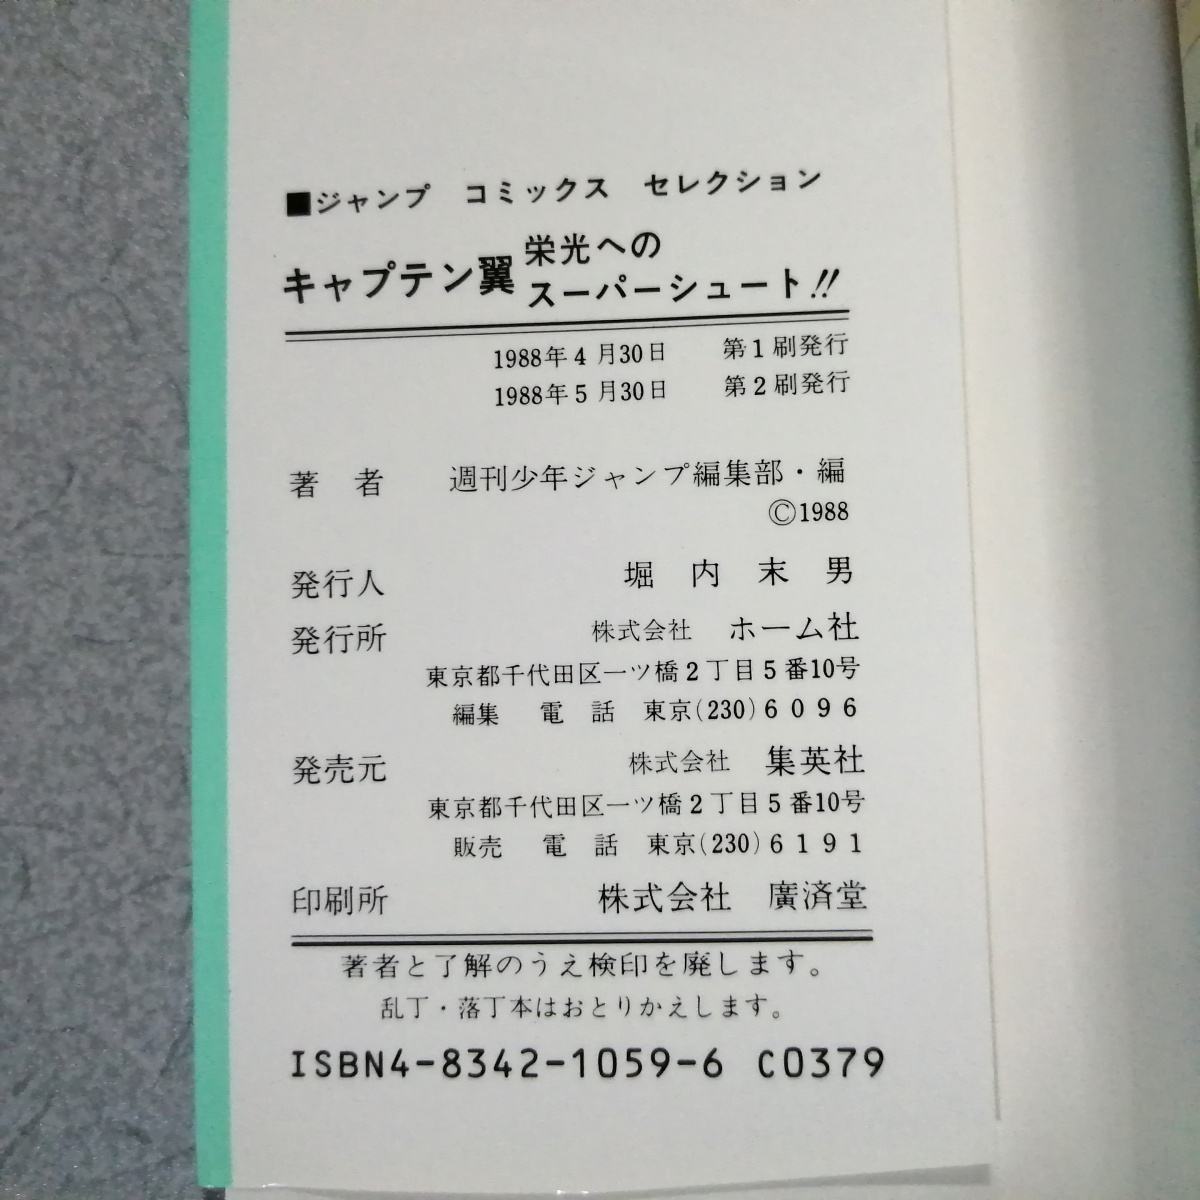 ■ジャンプ コミックス セレクション
キャプテン翼 栄光への
スーパーシュート!!
1988年4月30日 第1刷発行
1988年5月30日 第2刷発行
著者 週刊少年ジャンプ編集部・編
©1988
発行人 堀内末男
発行所 株式会社 ホーム社
東京都千代田区一ツ橋2丁目5番10号
編集 電話 東京(230)6096
発売元 株式会社 集英社
東京都千代田区一ツ橋2丁目5番10号
販売 電話 東京(230)6191
印刷所 株式会社 廣済堂
著者と了解のうえ検印を廃します。
乱丁・落丁本はおとりかえします。
ISBN4-8342-1059-6 C0379